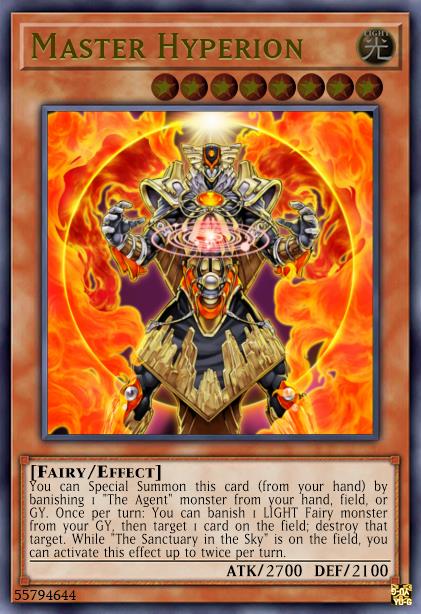 Master Hyperion
LIGHT
光
[Fairy/Effect]
You can Special Summon this card (from your hand) by
banishing 1 "The Agent" monster from your hand, field, or
GY. Once per turn: You can banish 1 LIGHT Fairy monster
from your GY, then target 1 card on the field; destroy that
target. While "The Sanctuary in the Sky" is on the field, you
can activate this effect up to twice per turn.
ATK/2700 DEF/2100
55794644